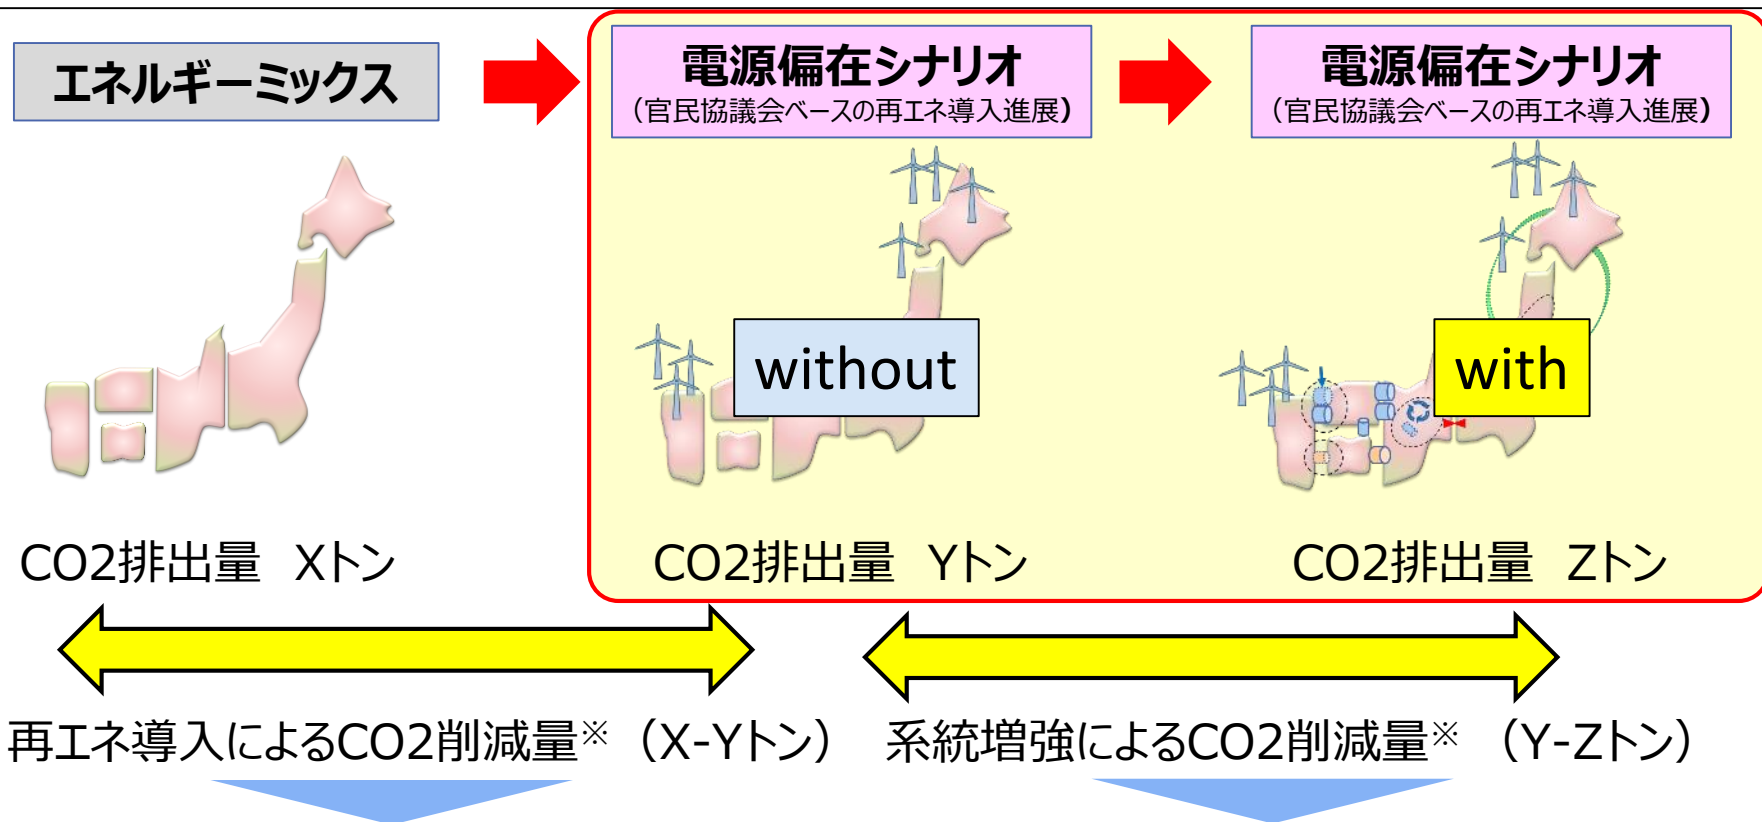 エネルギーミックス
電源偏在シナリオ
（官民協議会ベースの再エネ導入進展）
電源偏在シナリオ
（官民協議会ベースの再エネ導入進展）
without
with
CO2排出量　Xトン
CO2排出量　Yトン
CO2排出量　Zトン
再エネ導入によるCO2削減量※（X-Yトン）
系統増強によるCO2削減量※（Y-Zトン）